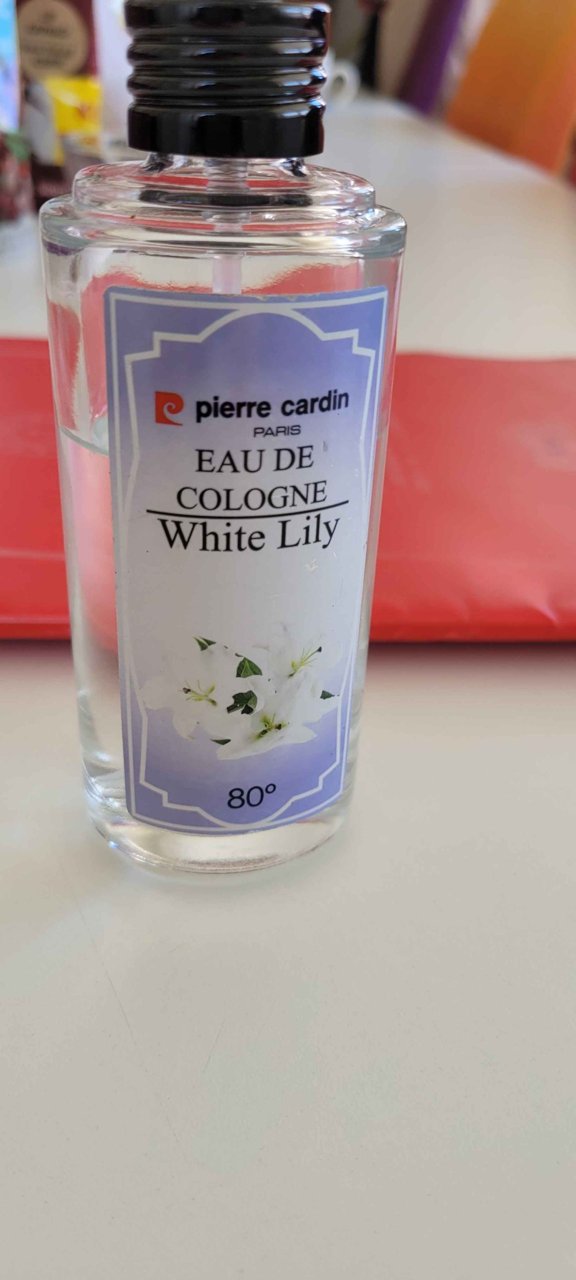 pierre cardin
PARIS
EAU DE
COLOGNE
White Lily
80°